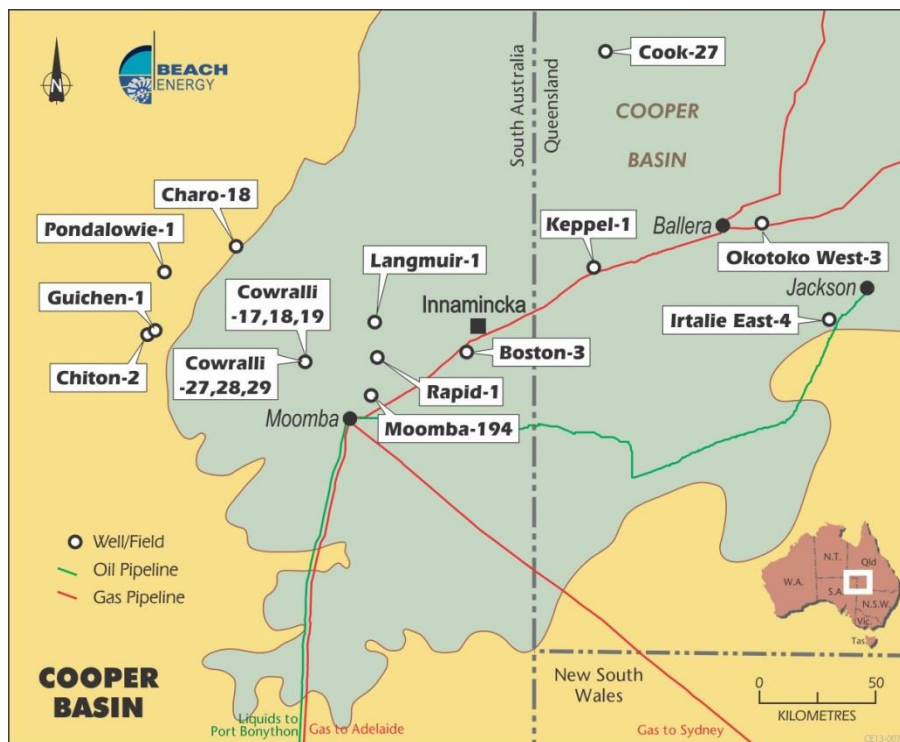 BEACH
ENERGY
N
South Australia
Queensland
Cook-27
COOPER
BASIN
Charo-18
Pondalowie-1
Keppel-1
Ballera
Langmuir-1
Okotoko West-3
Guichen-1
Cowralli
-17,18,19
Innamincka
Jackson
Irtalie East-4
Chiton-2
Cowralli
-27,28,29
Boston-3
Rapid-1
Moomba
Moomba-194
Well/Field
Oil Pipeline
Gas Pipeline
N.T.
Qld
W.A.
S.A.
N.S.W.
Vic.
Tas.
COOPER
BASIN
New South
Wales
0
50
KILOMETRES
Liquids to
Port Bonython
Gas to Adelaide
Gas to Sydney